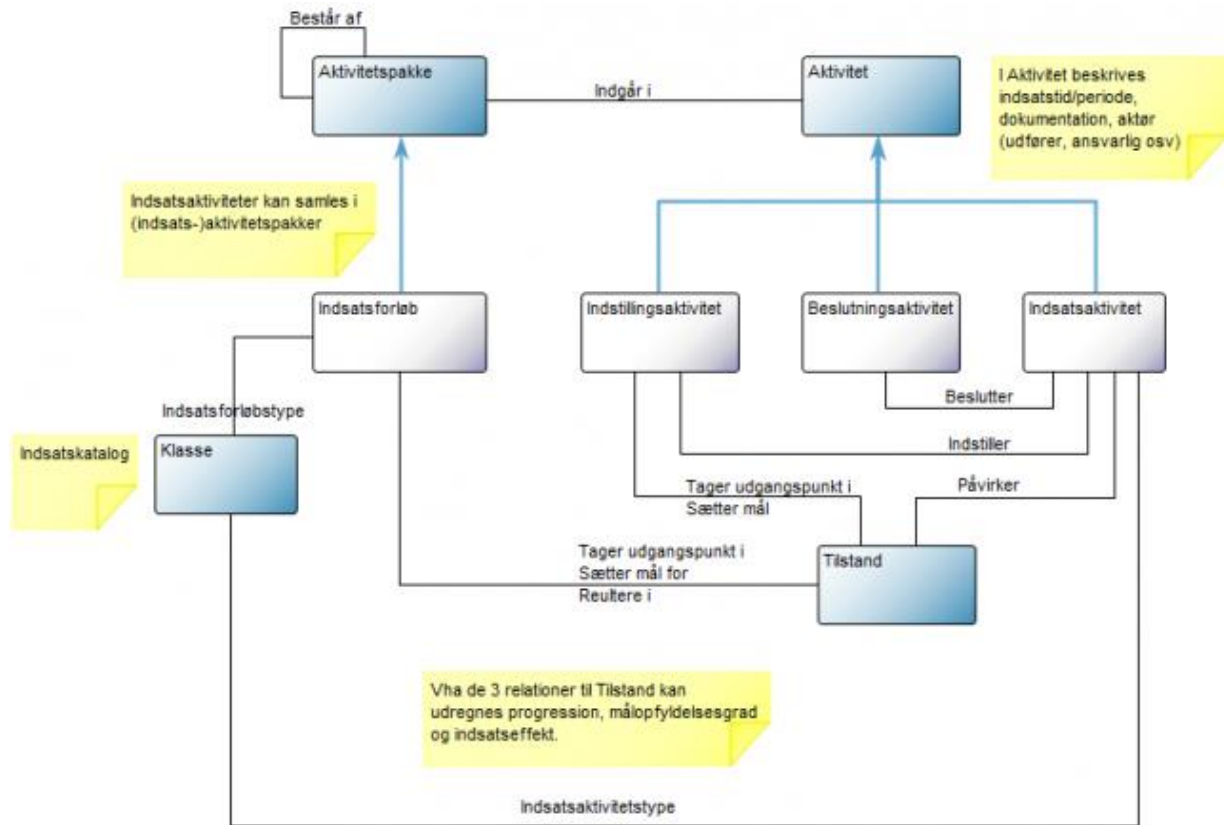 Består af
Aktivitetspakke
Aktivitet
Indgår i
I Aktivitet beskrives
indsatstid/periode,
dokumentation, aktør
(udfører, ansvarlig osv)
Indsatsaktiviteter kan samles i
(indsats-)aktivitetspakker
Indsatsforløb
Indstillingsaktivitet
Beslutningsaktivitet
Indsatsaktivitet
Beslutter
Indsatsforløbstype
Indstiller
Indsatskatalog
Klasse
Tager udgangspunkt i
Sætter mål
Påvirker
Tager udgangspunkt i
Sætter mål for
Reultere i
Tilstand
Vha de 3 relationer til Tilstand kan
udregnes progression, målopfyldelsesgrad
og indsatseffekt.
Indsatsaktivitetstype